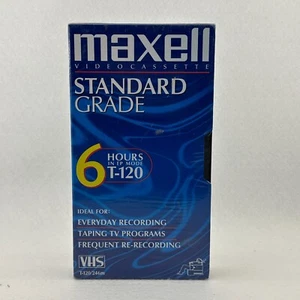 maxell
VIDEOCASSETTE
STANDARD
GRADE
6 HOURS
IN EP MODE
T-120
IDEAL FOR:
EVERYDAY RECORDING
TAPING TV PROGRAMS
FREQUENT RE-RECORDING
VHS
T-120/246m